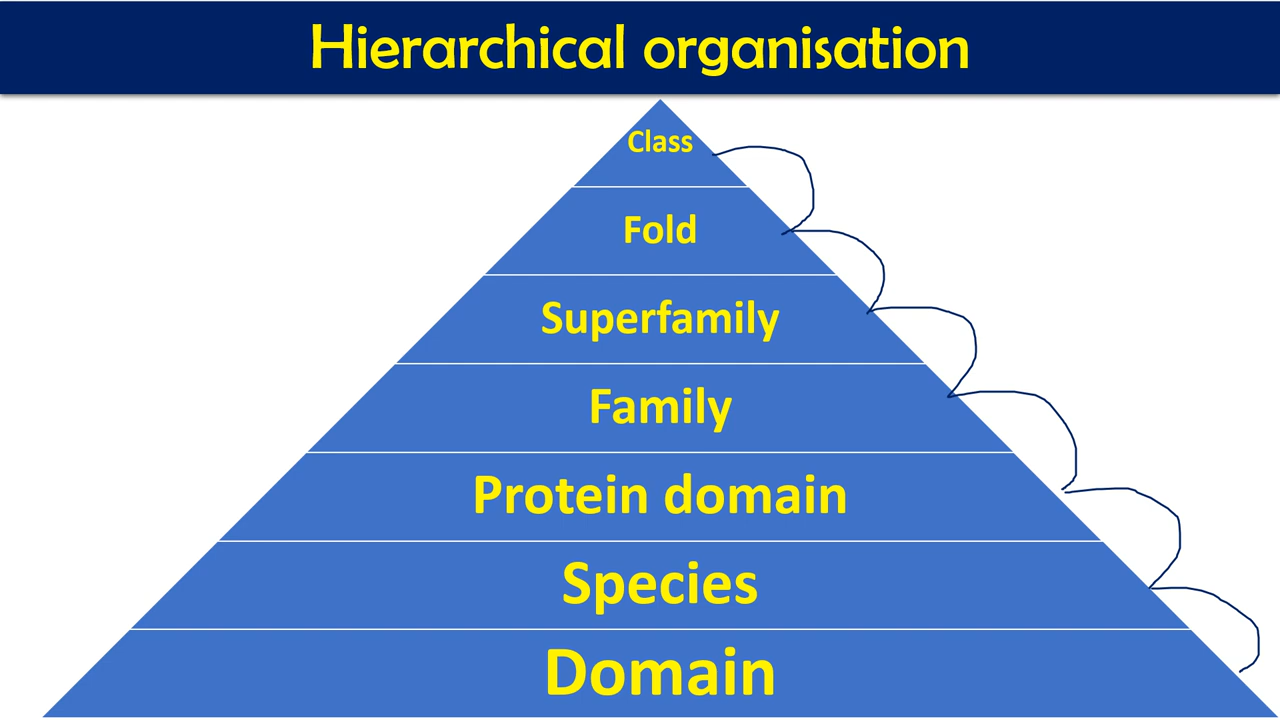 Hierarchical organisation
Class
Fold
Superfamily
Family
Protein domain
Species
Domain